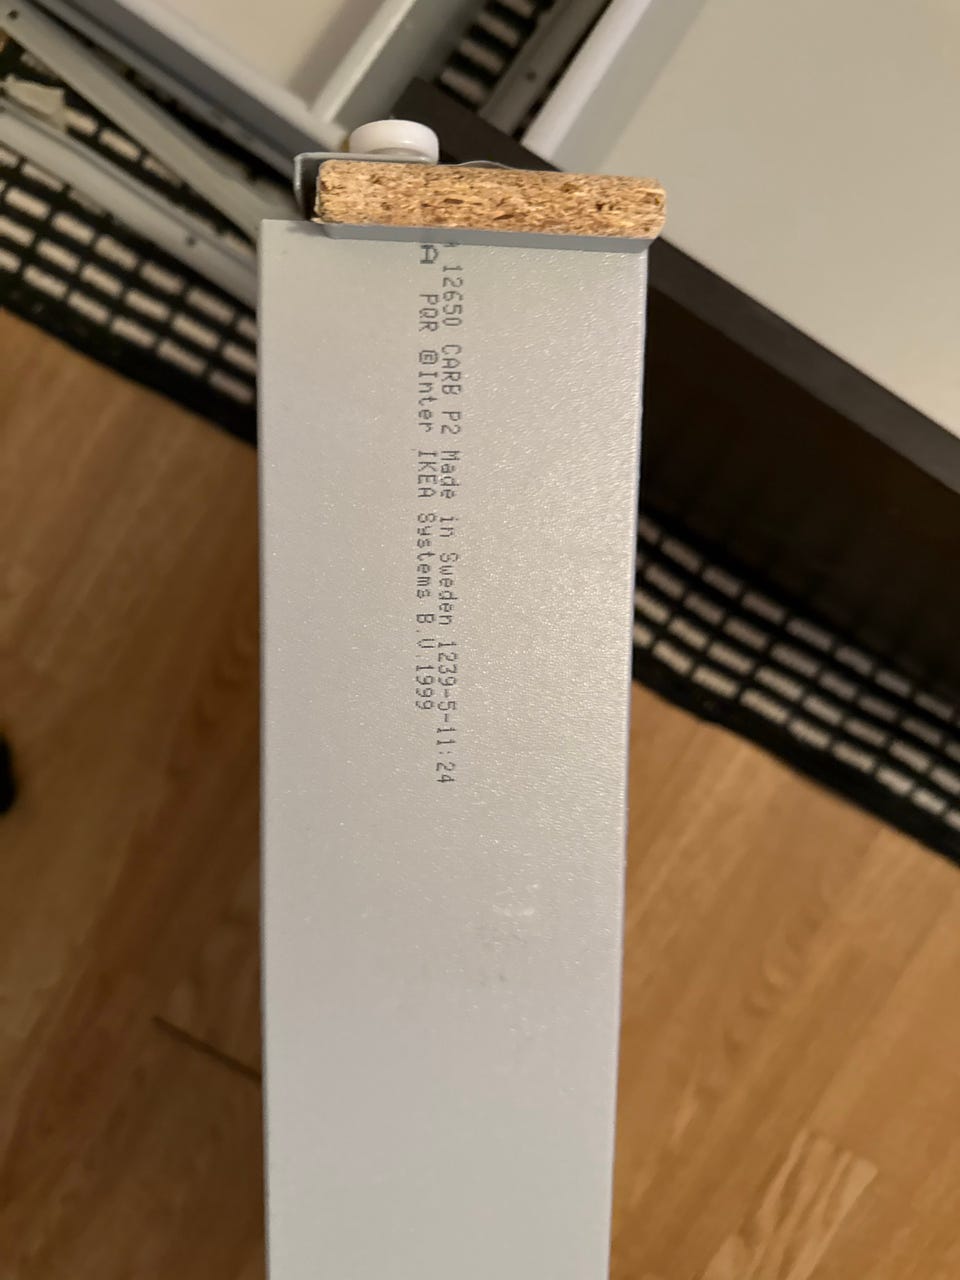 12650 CARB P2 Made in Sweden 1239-5-11:24
A PQR ©Inter IKEA Systems B.V.1999